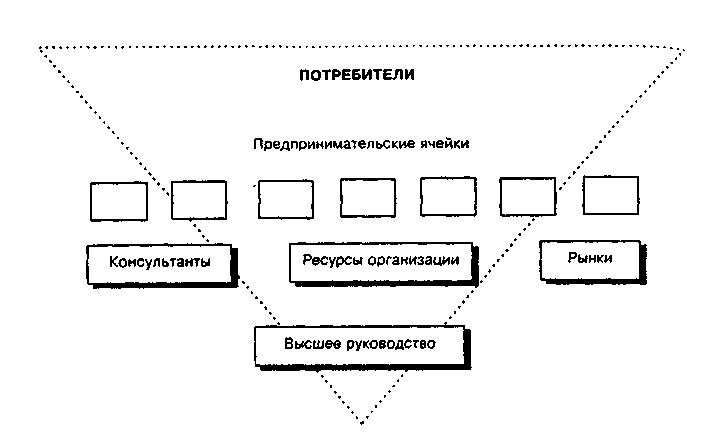 ПОТРЕБИТЕЛИ
Предпринимательские ячейки
Консультанты
Ресурсы организации
Рынки
Высшее руководство